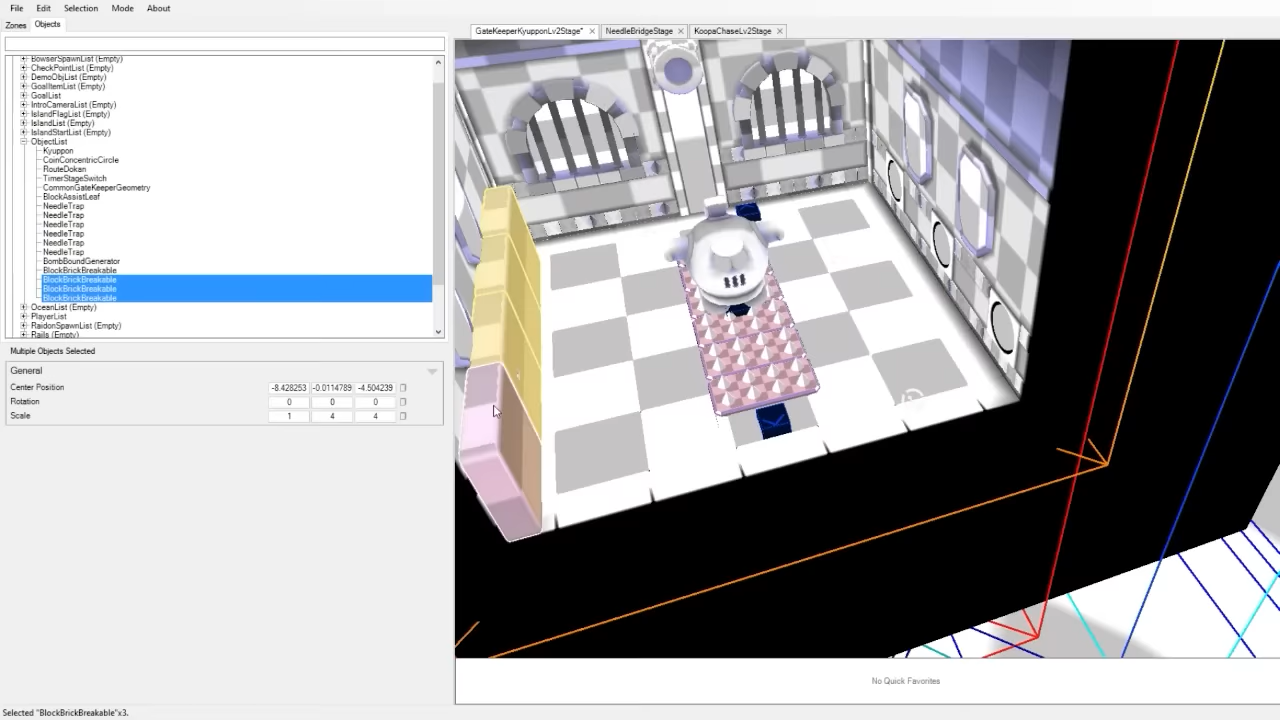 File Edit Selection Mode About
Zones Objects
GateKeeperKyupponLv2Stage* × NeedleBridgeStage × KoopaChaseLv2Stage ×
BowserSpawnList (Empty)
CheckPointList (Empty)
DemoObjList (Empty)
GoalItemList (Empty)
GoalList
IntroCameraList (Empty)
IslandFlagList (Empty)
IslandList (Empty)
IslandStartList (Empty)
ObjectList
Kyuppon
CoinConcentricCircle
RouteDokan
TimerStageSwitch
CommonGateKeeperGeometry
BlockAssistLeaf
NeedleTrap
NeedleTrap
NeedleTrap
NeedleTrap
NeedleTrap
NeedleTrap
BombBoundGenerator
BlockBrickBreakable
BlockBrickBreakable
BlockBrickBreakable
BlockBrickBreakable
OceanList (Empty)
PlayerList
RaidonSpawnList (Empty)
Rails (Empty)
Multiple Objects Selected
General
Center Position -8.428253 -0.0114789 -4.504239
Rotation 0 0 0
Scale 1 4 4
No Quick Favorites
Selected "BlockBrickBreakable"x3.